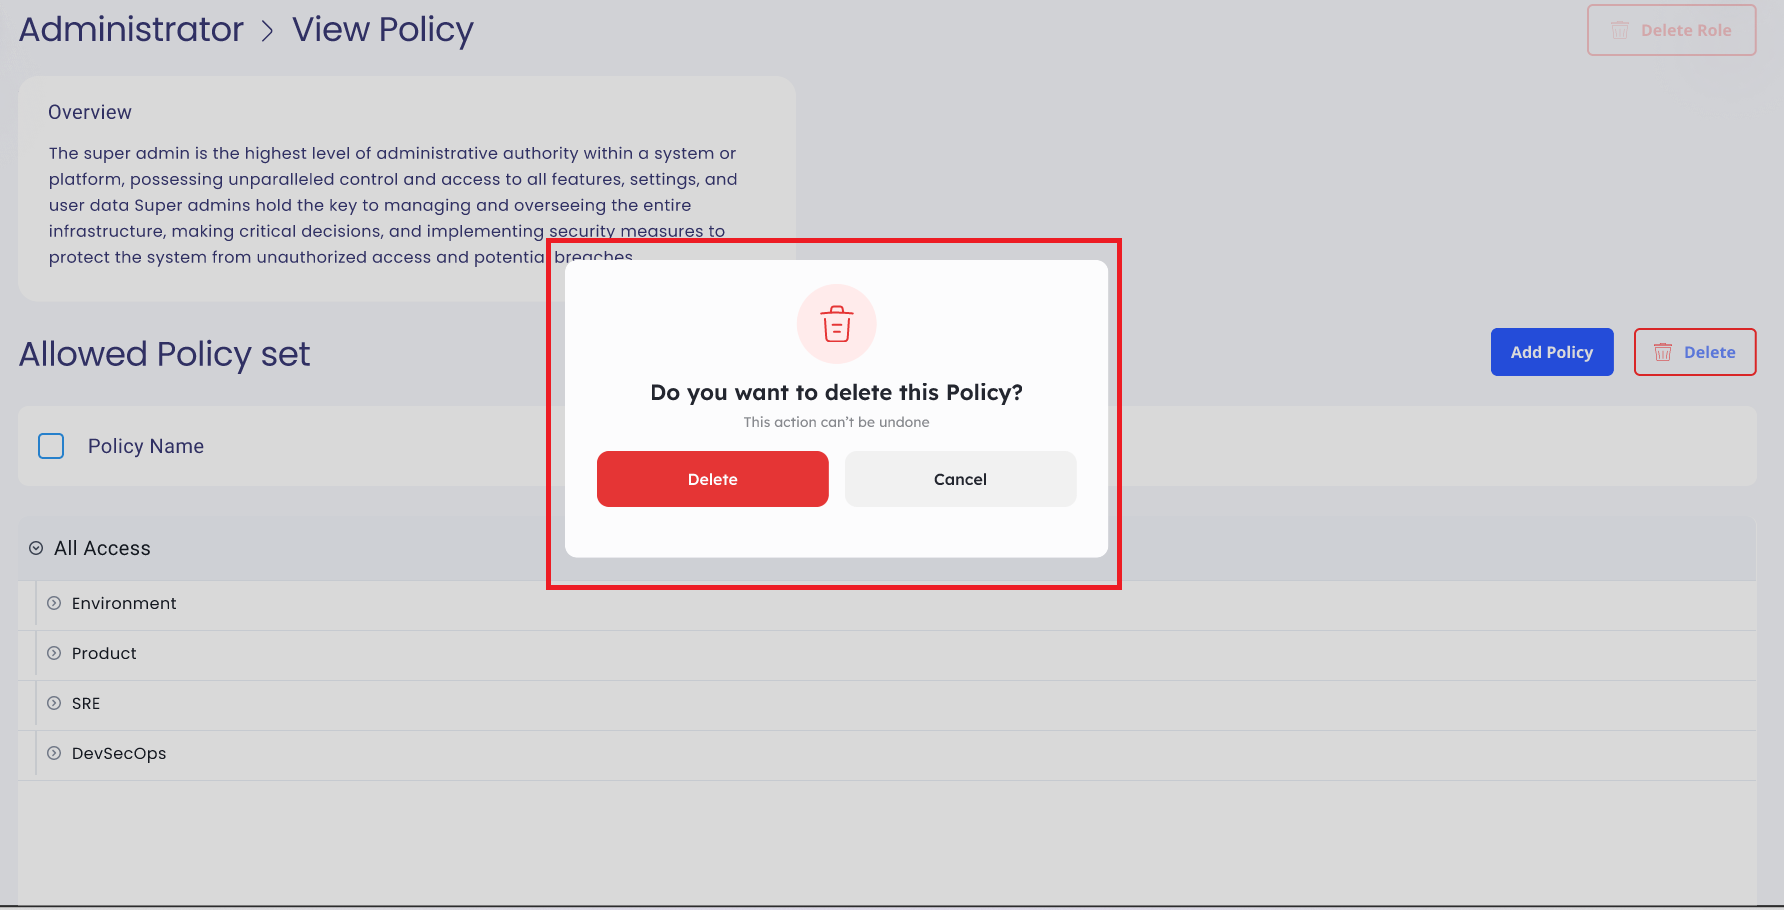 Administrator > View Policy
Delete Role
Overview
The super admin is the highest level of administrative authority within a system or
platform, possessing unparalleled control and access to all features, settings, and
user data Super admins hold the key to managing and overseeing the entire
infrastructure, making critical decisions, and implementing security measures to
protect the system from unauthorized access and potential breaches
Allowed Policy set
Add Policy
Delete
Do you want to delete this Policy?
This action can't be undone
Delete
Cancel
Policy Name
All Access
Environment
Product
SRE
DevSecOps